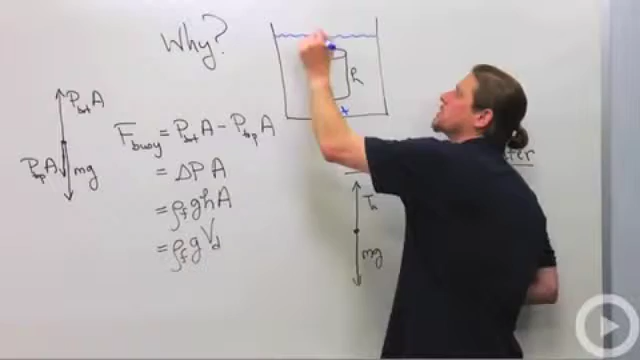 Why?
h
P_bot A
P_top A
mg
F_buoy = P_bot A - P_top A
= ΔP A
= ρ_f g h A
= ρ_f g V_d
mg